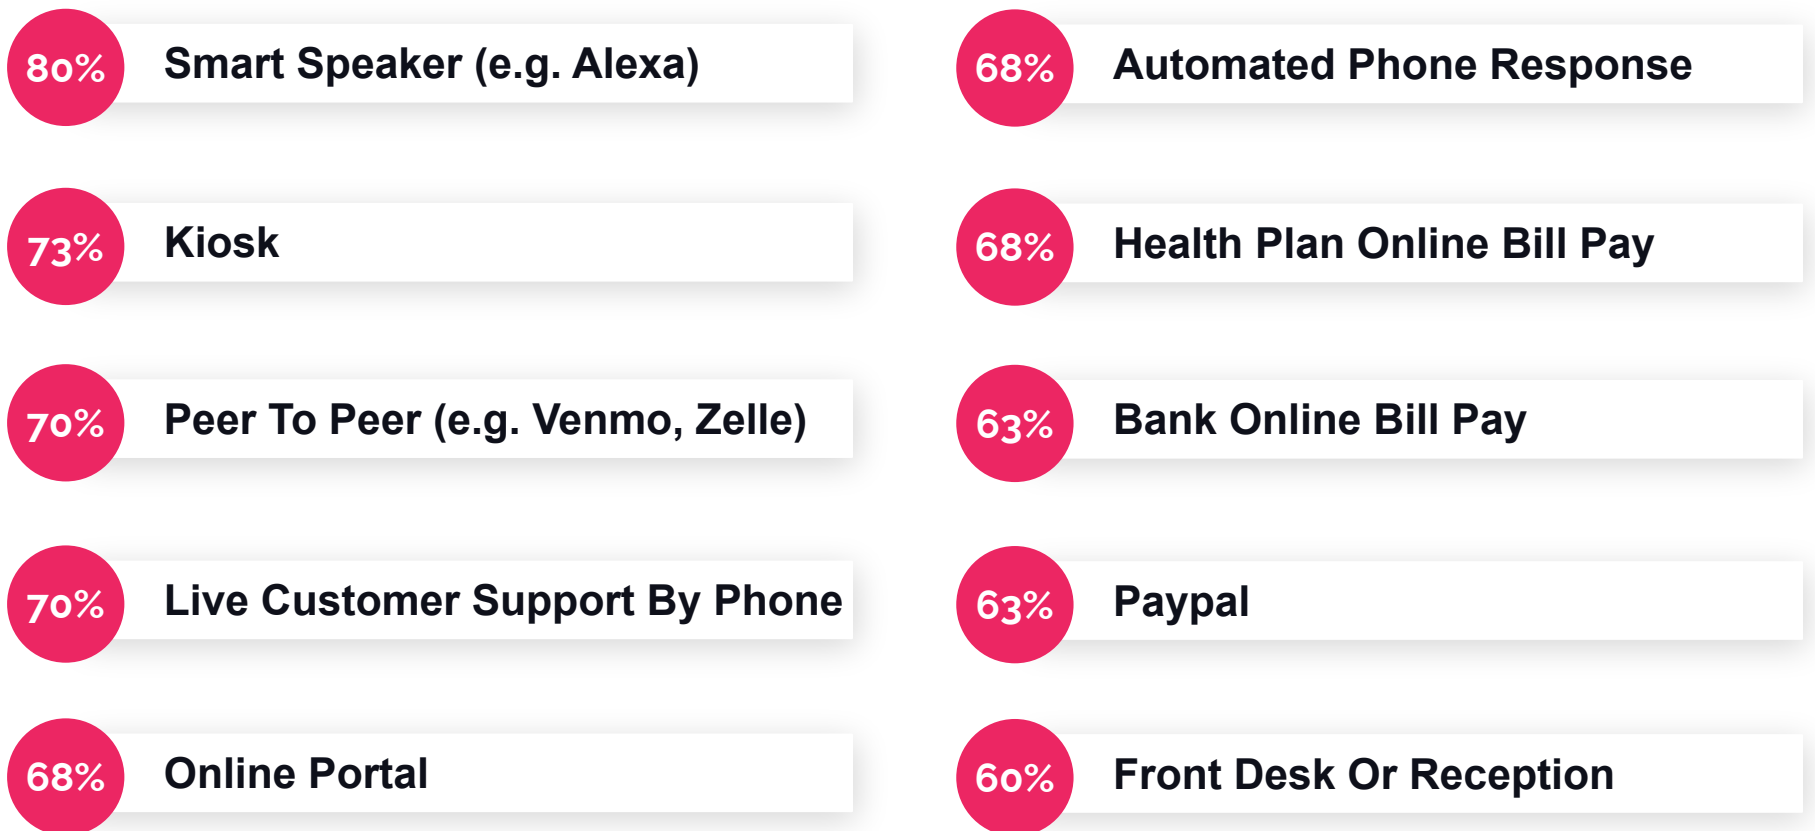 80% Smart Speaker (e.g. Alexa)
73% Kiosk
70% Peer To Peer (e.g. Venmo, Zelle)
70% Live Customer Support By Phone
68% Online Portal
68% Automated Phone Response
68% Health Plan Online Bill Pay
63% Bank Online Bill Pay
63% Paypal
60% Front Desk Or Reception